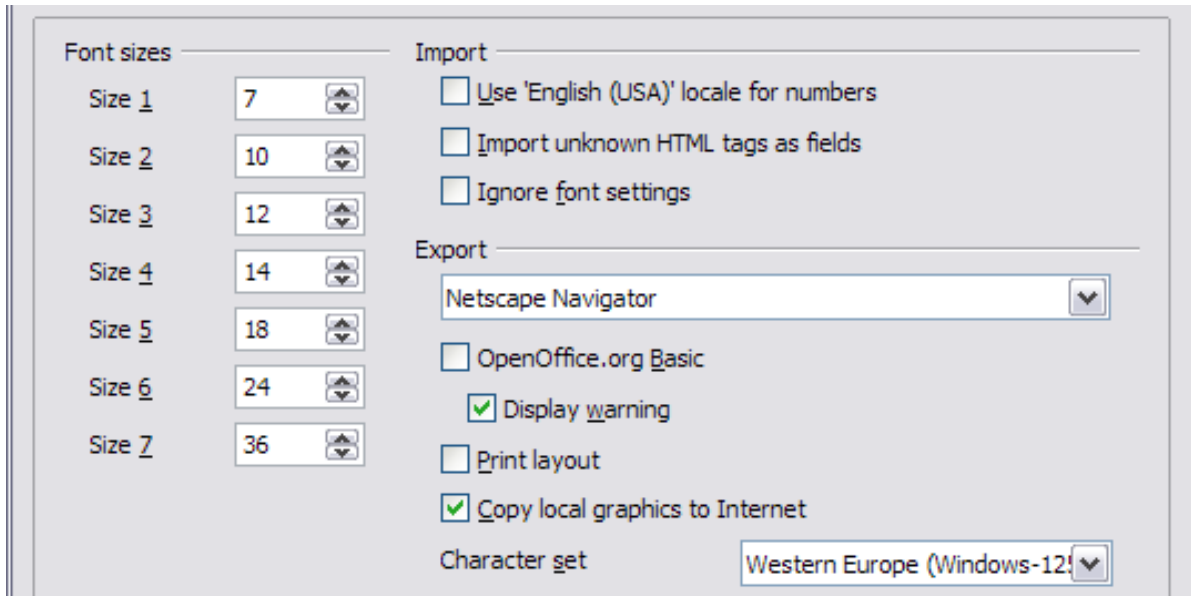 Font sizes
Size 1 7
Size 2 10
Size 3 12
Size 4 14
Size 5 18
Size 6 24
Size 7 36
Import
Use 'English (USA)' locale for numbers
Import unknown HTML tags as fields
Ignore font settings
Export
Netscape Navigator
OpenOffice.org Basic
Display warning
Print layout
Copy local graphics to Internet
Character set Western Europe (Windows-125